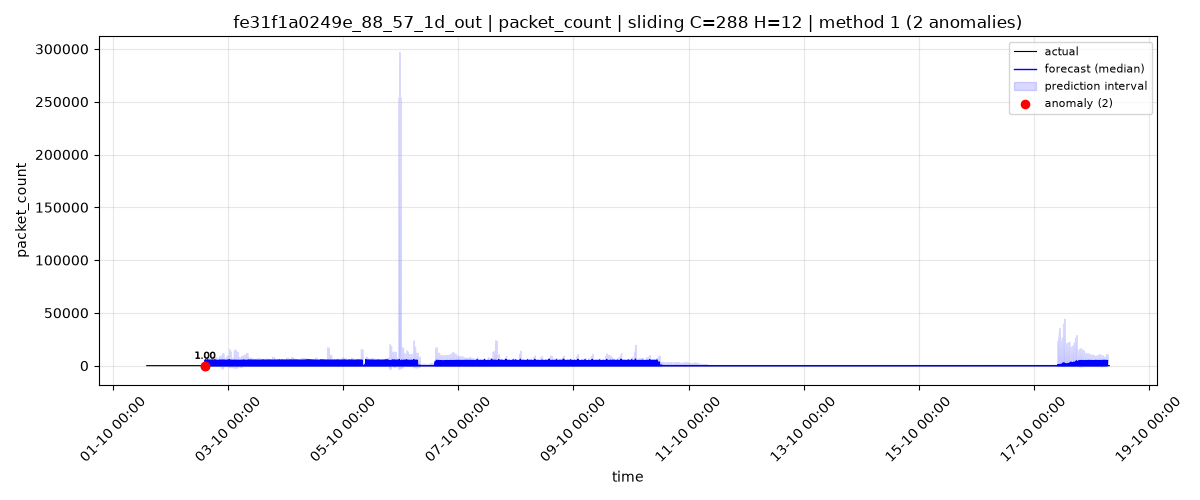 fe31f1a0249e_88_57_1d_out | packet_count | sliding C=288 H=12 | method 1 (2 anomalies)
300000
250000
200000
150000
100000
50000
0
packet_count
actual
forecast (median)
prediction interval
anomaly (2)
1.00
01-10 00:00
03-10 00:00
05-10 00:00
07-10 00:00
09-10 00:00
11-10 00:00
13-10 00:00
15-10 00:00
17-10 00:00
19-10 00:00
time